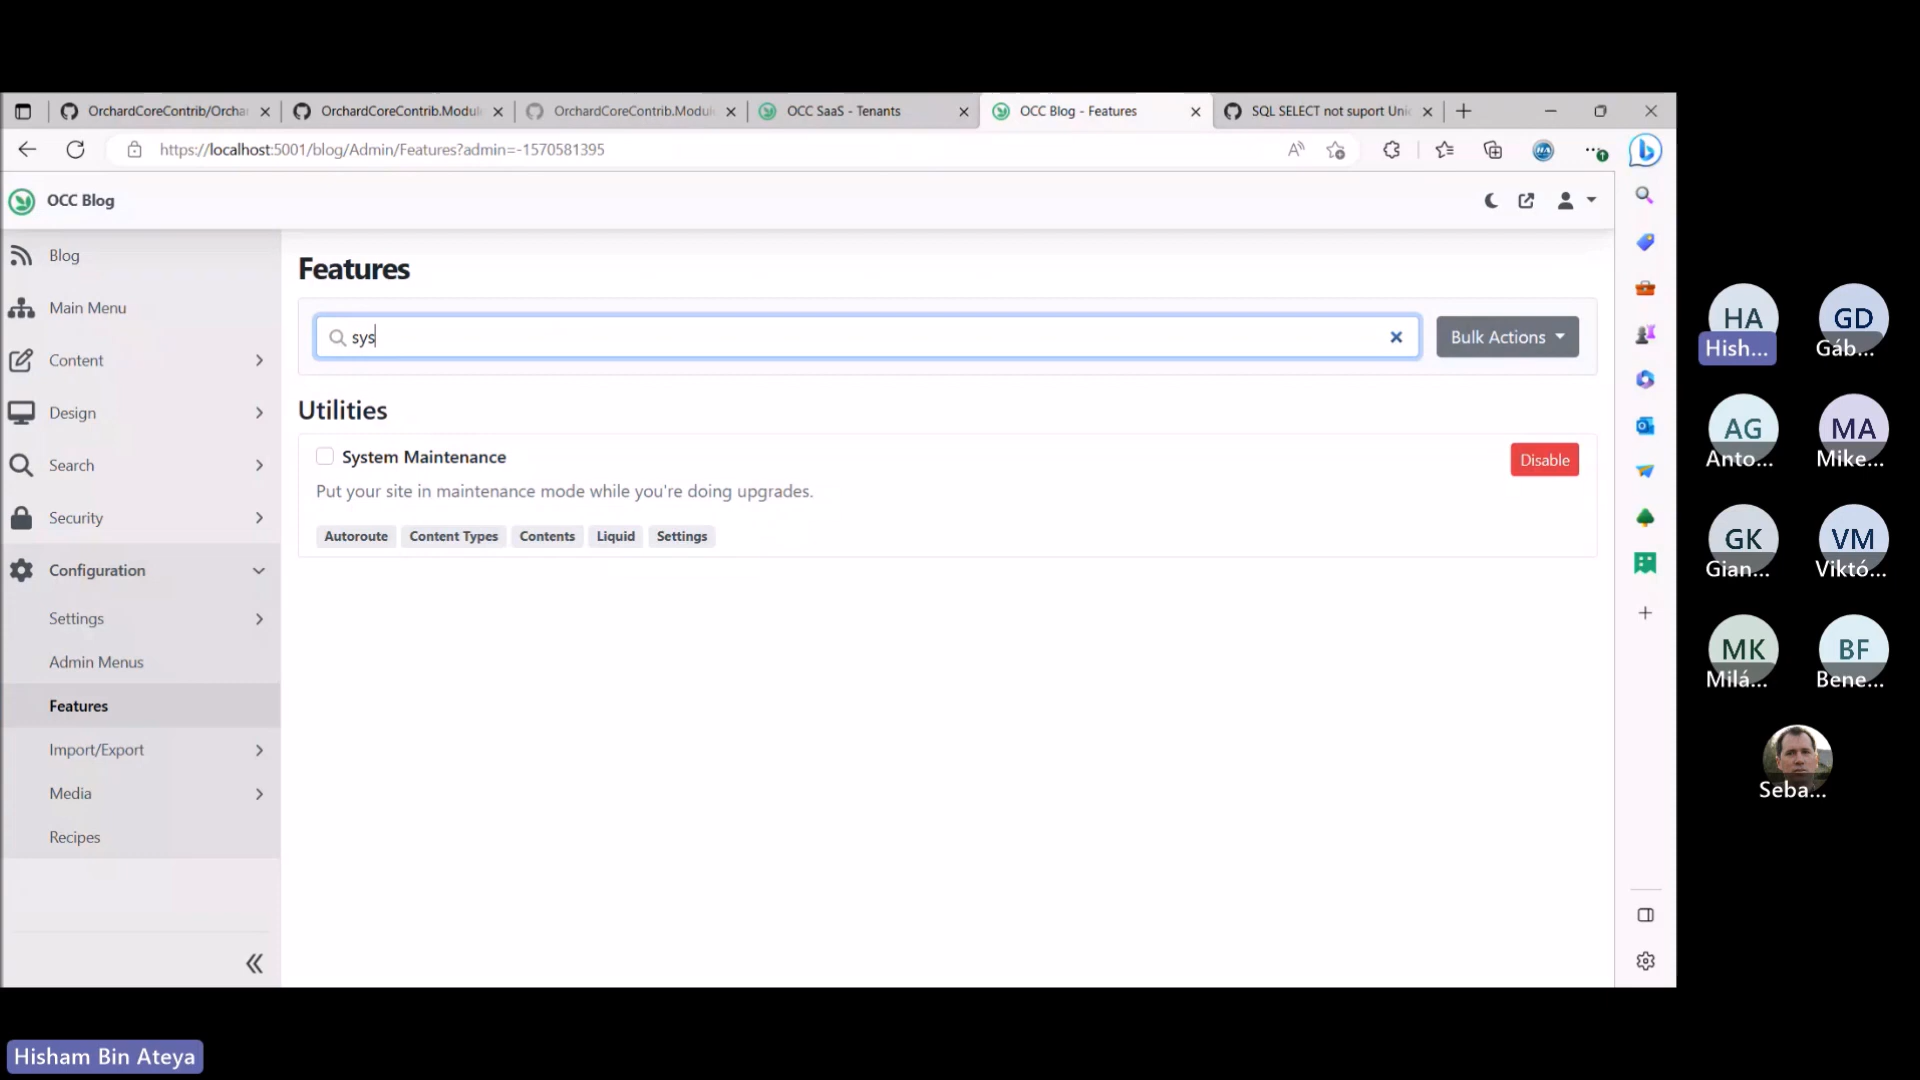 OrchardCoreContrib/Orcha
OrchardCoreContrib.Modul
OrchardCoreContrib.Modul
OCC SaaS - Tenants
OCC Blog - Features
SQL SELECT not suport Uni
https://localhost:5001/blog/Admin/Features?admin=-1570581395
OCC Blog
Blog
Main Menu
Content
Design
Search
Security
Configuration
Settings
Admin Menus
Features
Import/Export
Media
Recipes
Features
sys
Bulk Actions
Utilities
System Maintenance
Disable
Put your site in maintenance mode while you're doing upgrades.
Autoroute Content Types Contents Liquid Settings
HA
Hish...
GD
Gáb...
AG
Anto...
MA
Mike...
GK
Gian...
VM
Viktó...
MK
Milá...
BF
Bene...
Seba...
Hisham Bin Ateya